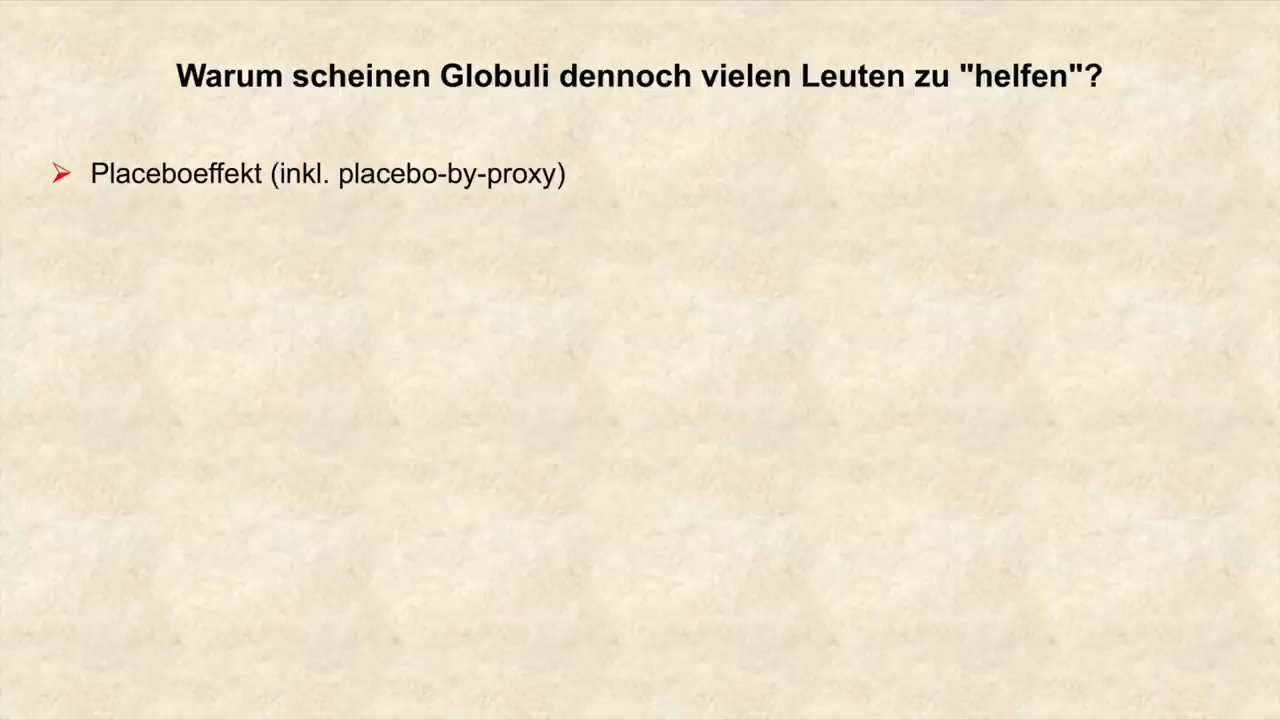 Warum scheinen Globuli dennoch vielen Leuten zu "helfen"?
Placeboeffekt (inkl. placebo-by-proxy)